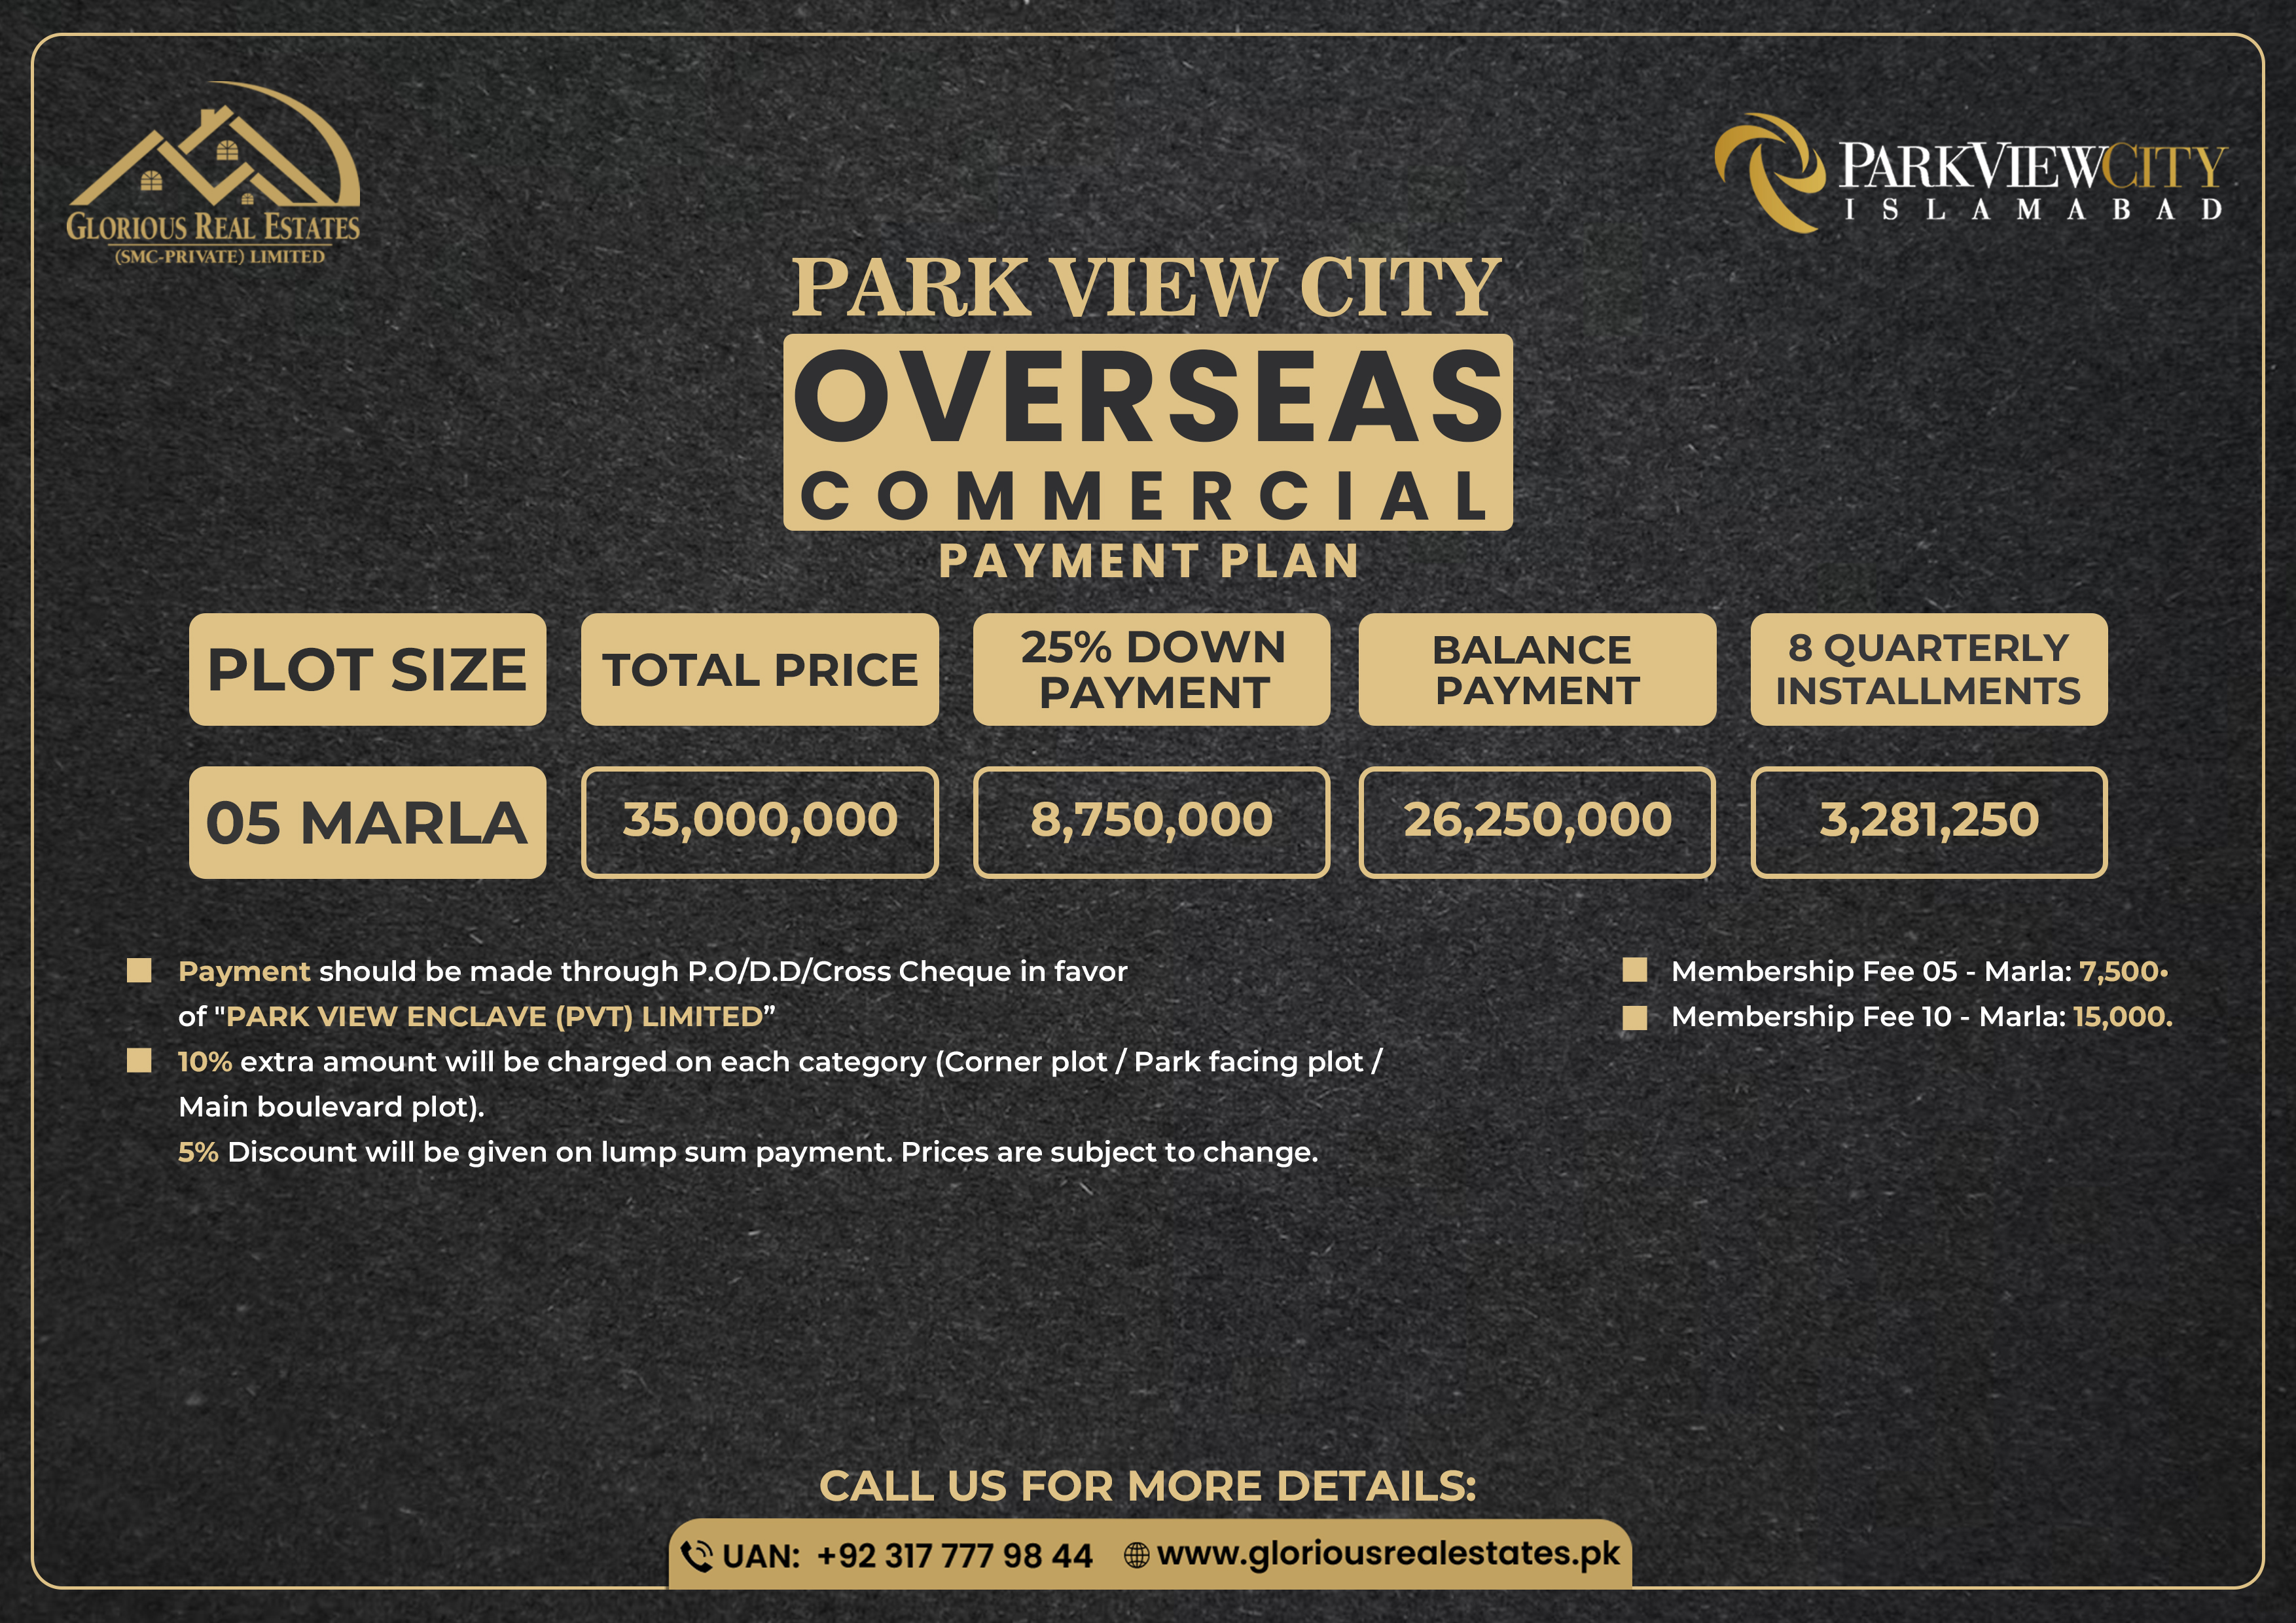 GLORIOUS REAL ESTATES
(SMC-PRIVATE) LIMITED
PARKVIEWCITY
ISLAMABAD
PARK VIEW CITY
OVERSEAS
COMMERCIAL
PAYMENT PLAN
PLOT SIZE
TOTAL PRICE
25% DOWN
PAYMENT
BALANCE
PAYMENT
8 QUARTERLY
INSTALLMENTS
05 MARLA
35,000,000
8,750,000
26,250,000
3,281,250
Payment should be made through P.O/D.D/Cross Cheque in favor
of "PARK VIEW ENCLAVE (PVT) LIMITED”
10% extra amount will be charged on each category (Corner plot / Park facing plot /
Main boulevard plot).
5% Discount will be given on lump sum payment. Prices are subject to change.
Membership Fee 05 - Marla: 7,500•
Membership Fee 10 - Marla: 15,000.
CALL US FOR MORE DETAILS:
UAN: +92 317 777 98 44
www.gloriousrealestates.pk